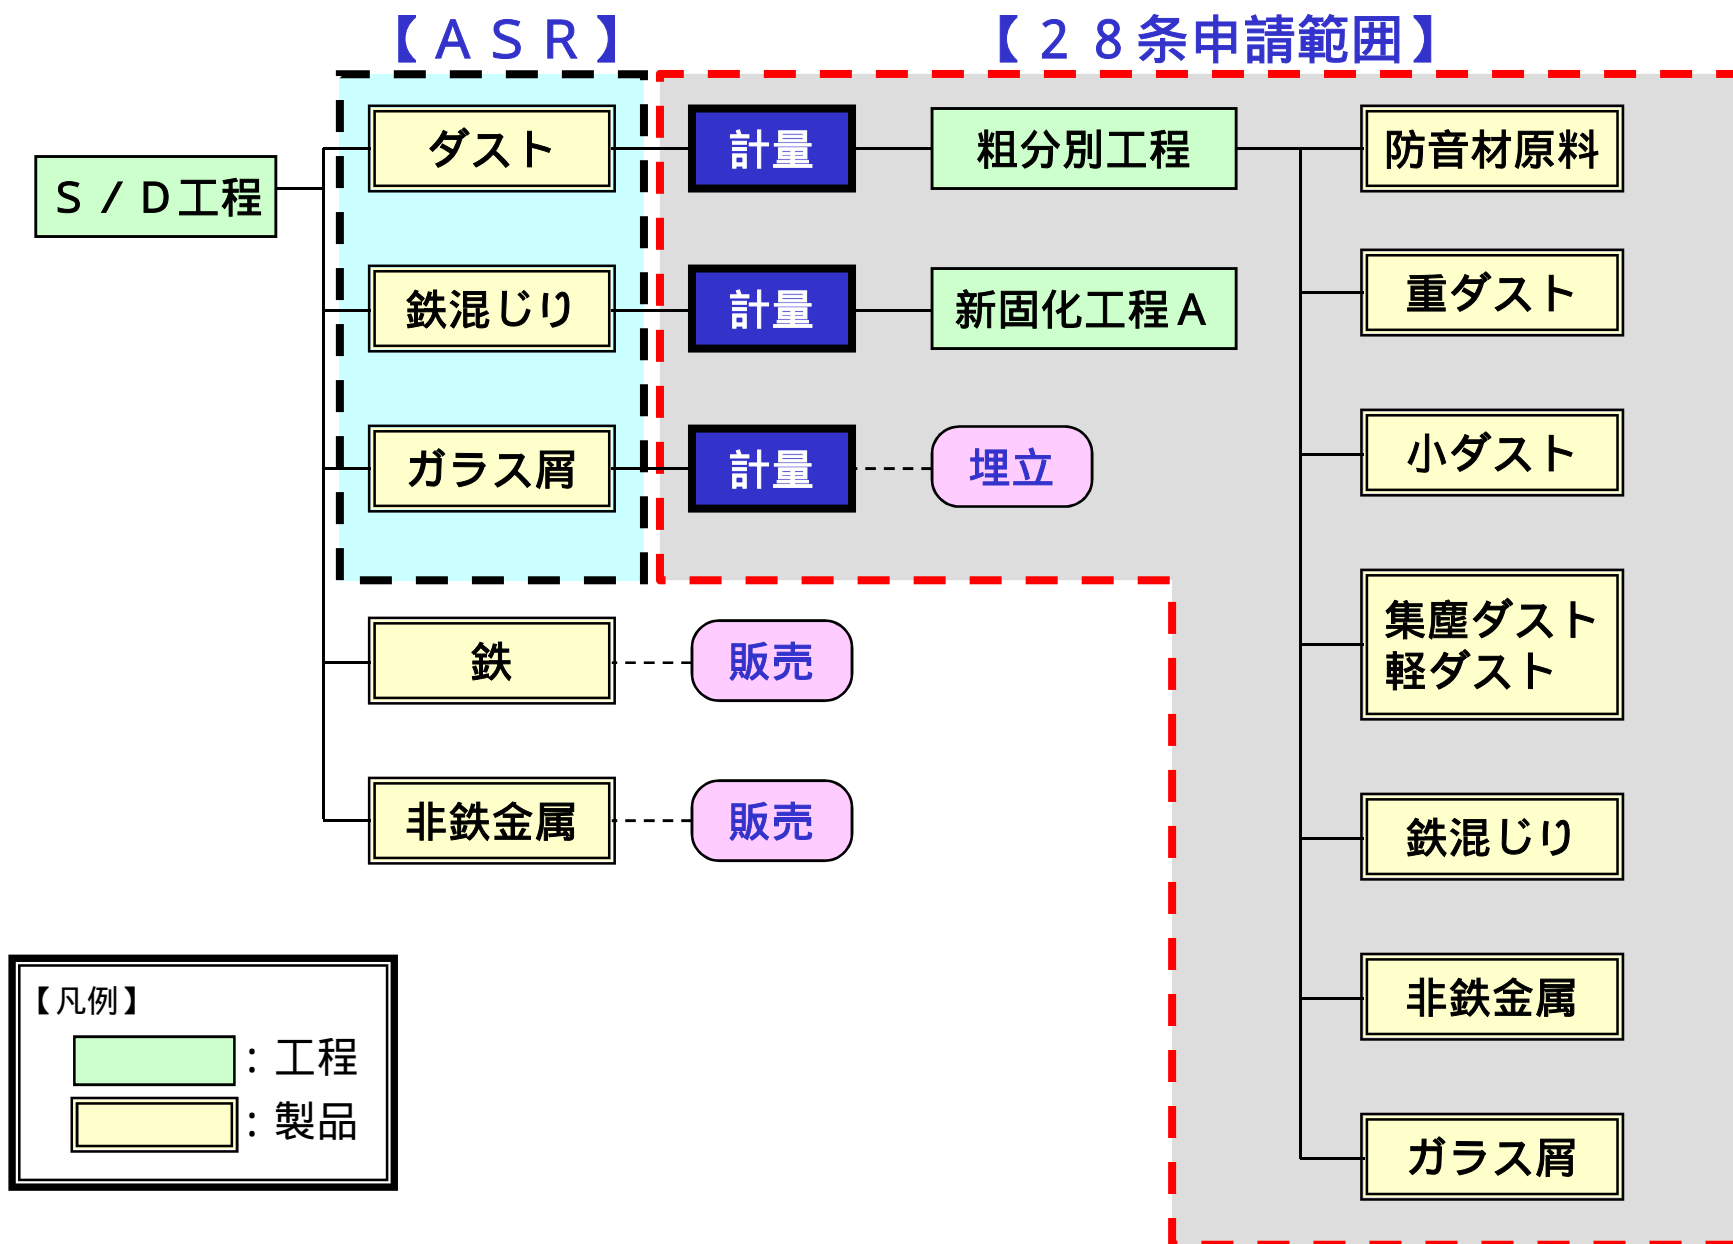 【ＡＳＲ】
【２８条申請範囲】
Ｓ／Ｄ工程
ダスト
計量
粗分別工程
防音材原料
重ダスト
鉄混じり
計量
新固化工程Ａ
小ダスト
ガラス屑
計量
埋立
集塵ダスト
軽ダスト
鉄
販売
鉄混じり
非鉄金属
販売
非鉄金属
ガラス屑
【凡例】
：工程
：製品